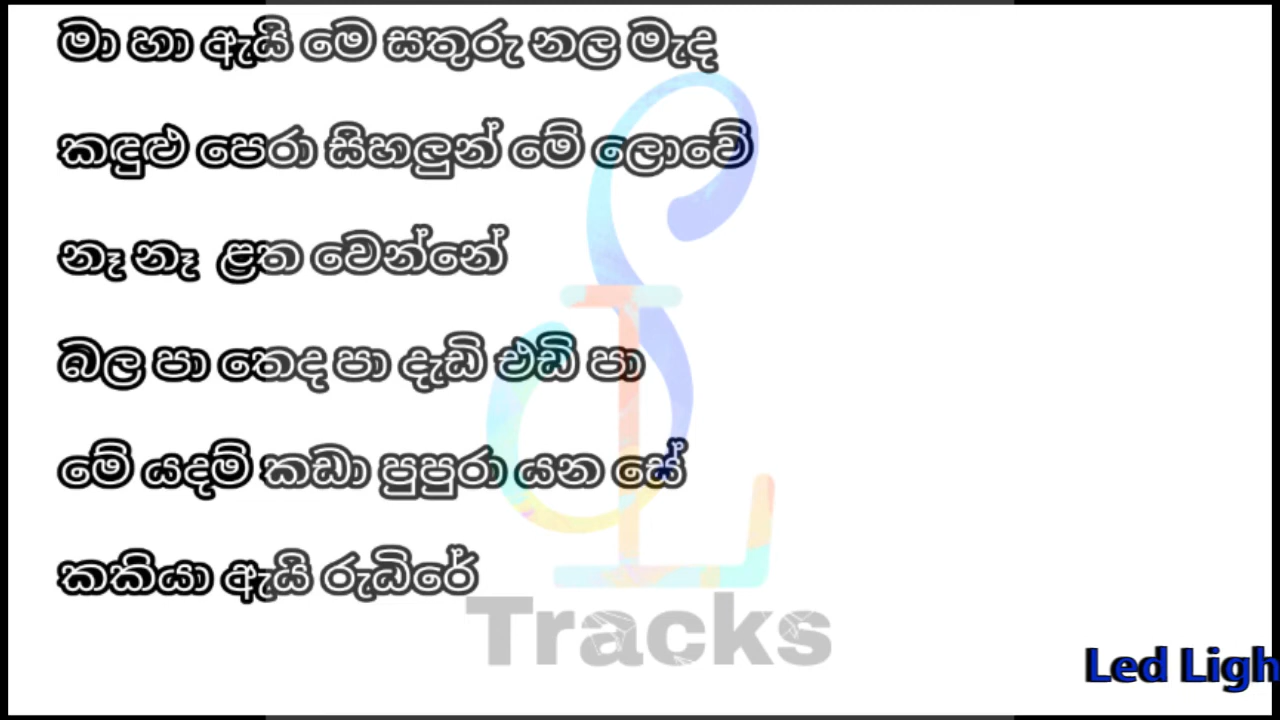 මා හා ඇයි මෙ සතුරු නල මැද
කඳුළු පෙරා සිහලුන් මේ ලොවේ
නෑ නෑ ළත වෙන්නේ
බල පා තෙද පා දැඩි එඩි පා
මේ යදම් කඩා පුපුරා යන සේ
කකියා ඇයි රුධිරේ
Tracks
Led Ligh